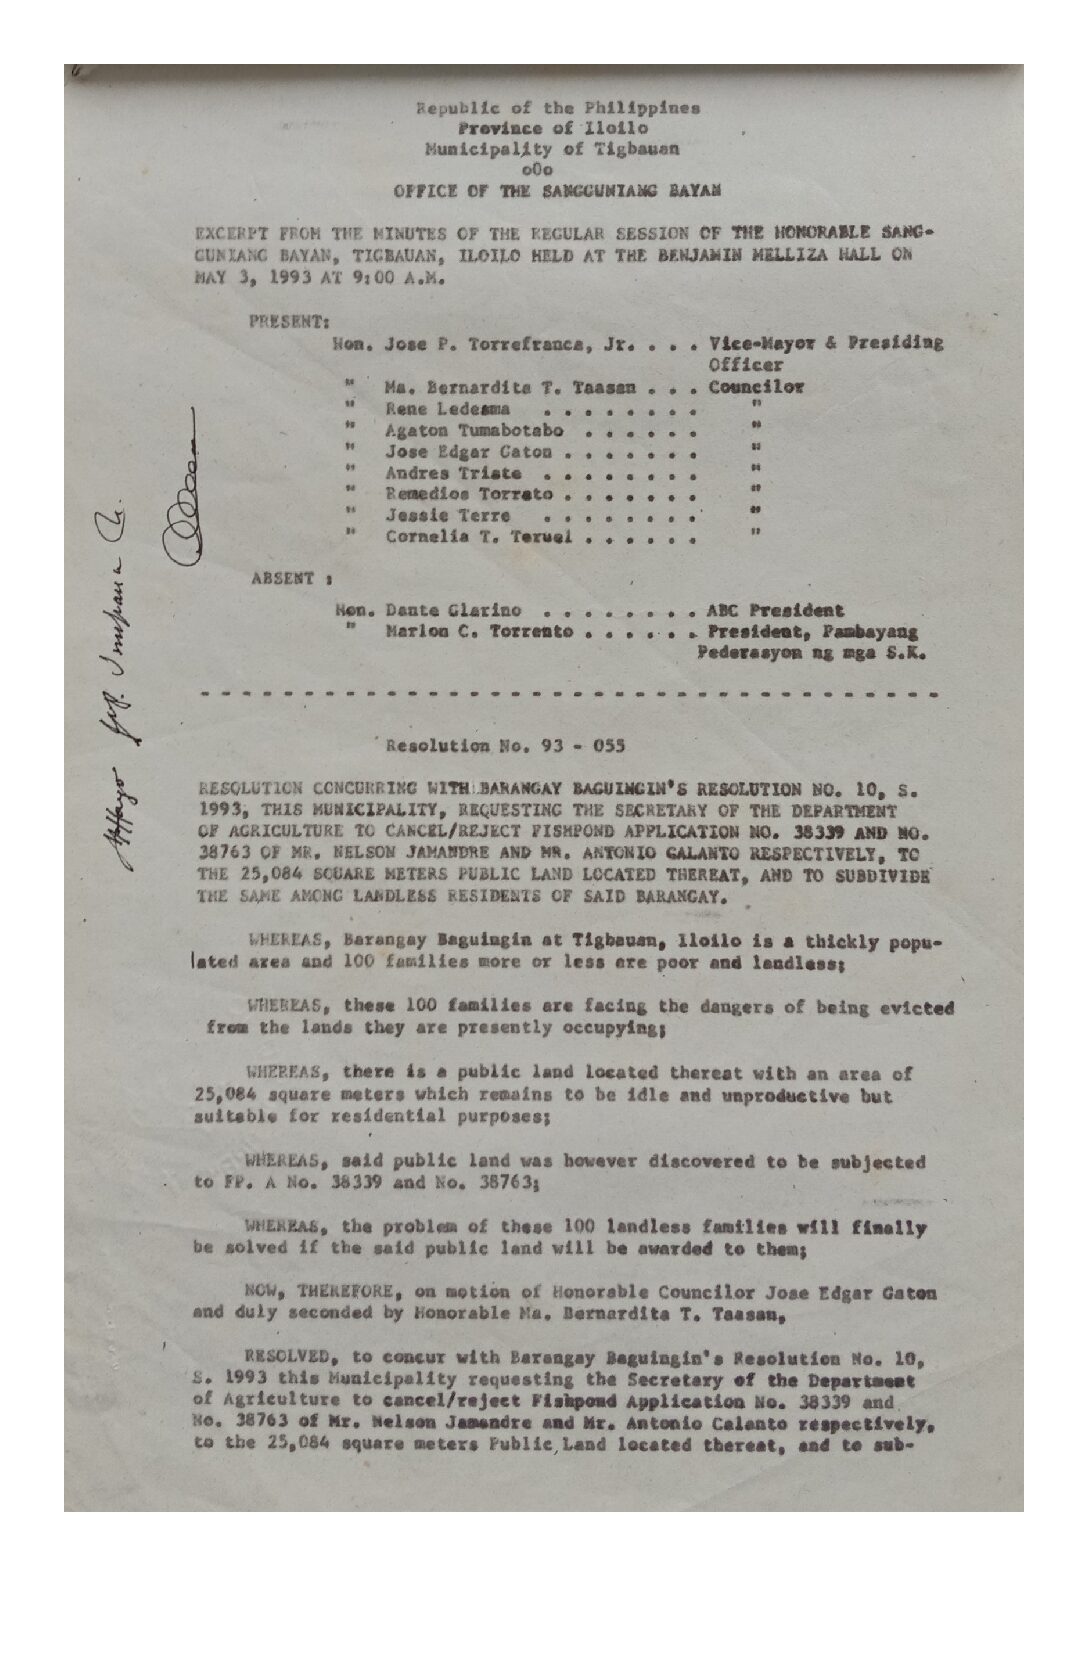 Republic of the Philippines
Province of Iloilo
Municipality of Tigbauan
oOo
OFFICE OF THE SANGGUNIANG BAYAN
EXCERPT FROM THE MINUTES OF THE REGULAR SESSION OF THE HONORABLE SANG-
GUNIANG BAYAN, TIGBAUAN, ILOILO HELD AT THE BENJAMIN MELLIZA HALL ON
MAY 3, 1993 AT 9:00 A.M.
PRESENT:
Hon. Jose P. Torrefranca, Jr. . . . Vice-Mayor & Presiding
Officer
" Ma. Bernardita T. Taasan . . . Councilor
" Rene Ledesma . . . . . . . . "
" Agaton Tumabotabo . . . . . . "
" Jose Edgar Gaton . . . . . . . "
" Andres Triste . . . . . . . . "
" Remedios Torrato . . . . . . . "
" Jessie Terre . . . . . . . . "
" Cornelia T. Teruel . . . . . . "
ABSENT :
Hon. Dante Glarino . . . . . . . . ABC President
" Marlon C. Torrento . . . . . . President, Pambayang
Pederasyon ng mga S.K.
- - - - - - - - - - - - - - - - - - - - - - - - - - - - - - - - - - - -
Resolution No. 93 - 055
RESOLUTION CONCURRING WITH BARANGAY BAGUINGIN'S RESOLUTION NO. 10, S.
1993, THIS MUNICIPALITY, REQUESTING THE SECRETARY OF THE DEPARTMENT
OF AGRICULTURE TO CANCEL/REJECT FISHPOND APPLICATION NO. 38339 AND NO.
38763 OF MR. NELSON JAMANDRE AND MR. ANTONIO GALANTO RESPECTIVELY, TO
THE 25,084 SQUARE METERS PUBLIC LAND LOCATED THEREAT, AND TO SUBDIVIDE
THE SAME AMONG LANDLESS RESIDENTS OF SAID BARANGAY.
WHEREAS, Barangay Baguingin at Tigbauan, Iloilo is a thickly popu-
lated area and 100 families more or less are poor and landless;
WHEREAS, these 100 families are facing the dangers of being evicted
from the lands they are presently occupying;
WHEREAS, there is a public land located thereat with an area of
25,084 square meters which remains to be idle and unproductive but
suitable for residential purposes;
WHEREAS, said public land was however discovered to be subjected
to FP. A No. 38339 and No. 38763;
WHEREAS, the problem of these 100 landless families will finally
be solved if the said public land will be awarded to them;
NOW, THEREFORE, on motion of Honorable Councilor Jose Edgar Gaton
and duly seconded by Honorable Ma. Bernardita T. Taasan,
RESOLVED, to concur with Barangay Baguingin's Resolution No. 10,
S. 1993 this Municipality requesting the Secretary of the Department
of Agriculture to cancel/reject Fishpond Application No. 38339 and
No. 38763 of Mr. Nelson Jamandre and Mr. Antonio Galanto respectively,
to the 25,084 square meters Public Land located thereat, and to sub-